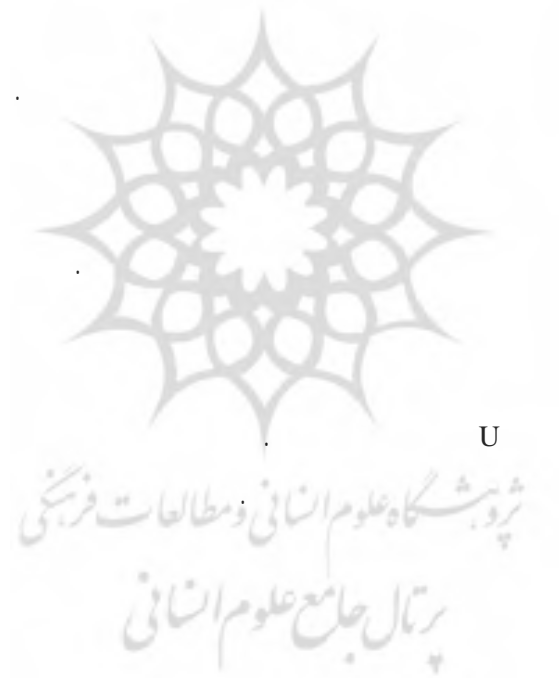 U
پژوهشگاه علوم انسانی و مطالعات فرهنگی
پرتال جامع علوم انسانی